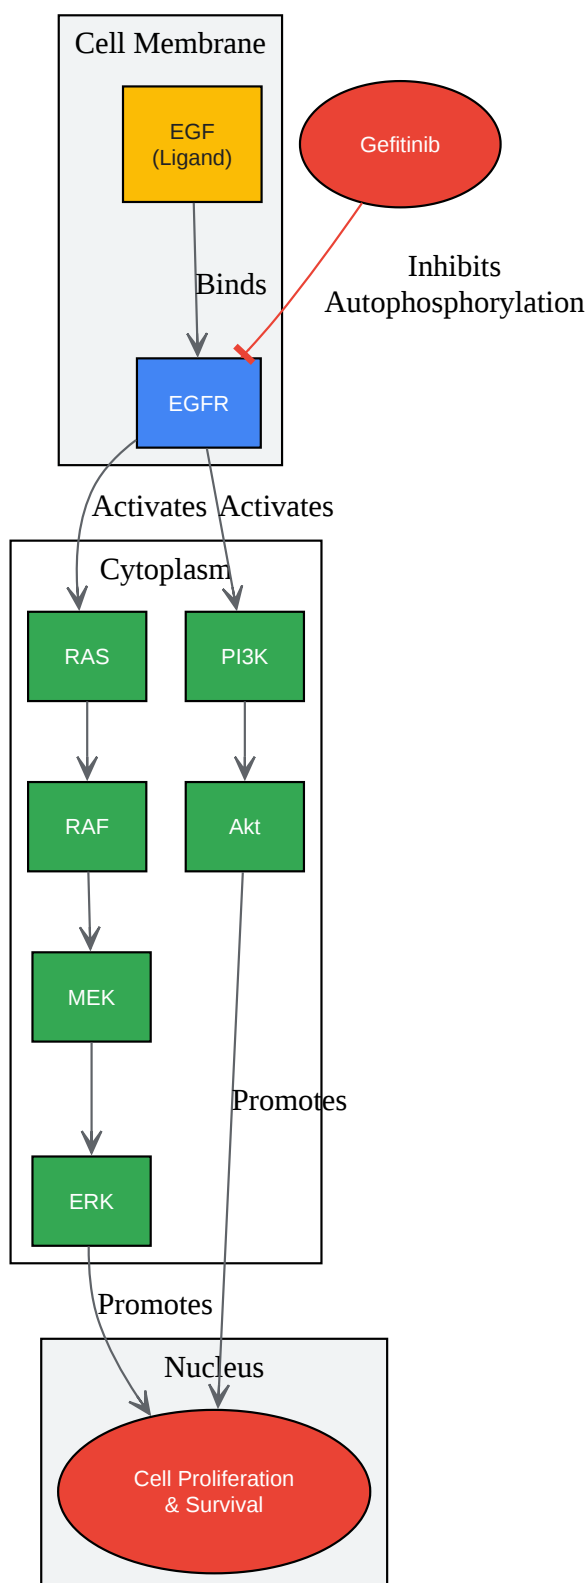 Cell Membrane
EGF
(Ligand)
Gefitinib
Binds
Inhibits
Autophosphorylation
EGFR
Activates
Activates
Cytoplasm
RAS
PI3K
RAF
Akt
MEK
Promotes
ERK
Promotes
Nucleus
Cell Proliferation
& Survival